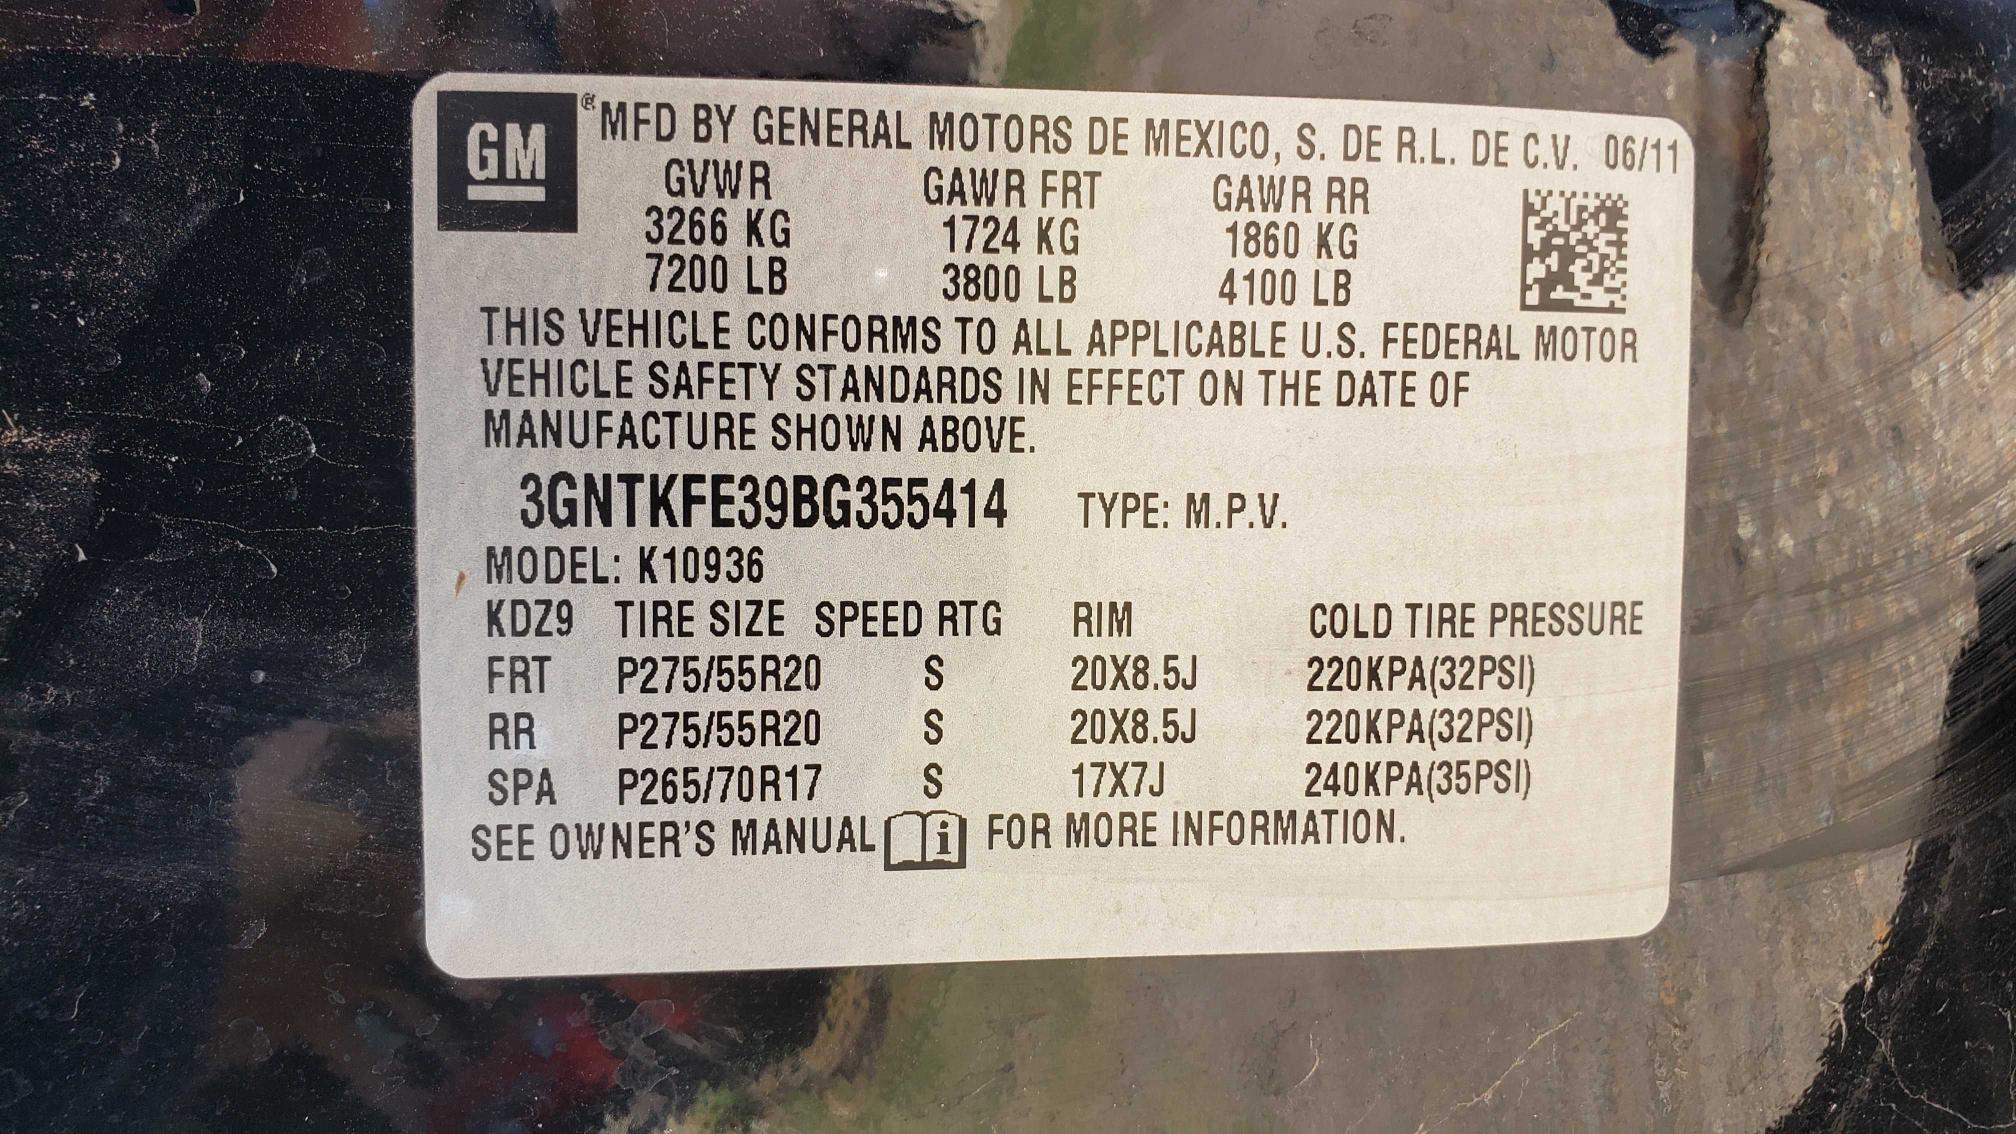 GM ® MFD BY GENERAL MOTORS DE MEXICO, S. DE R.L. DE C.V. 06/11
GVWR GAWR FRT GAWR RR
3266 KG 1724 KG 1860 KG
7200 LB 3800 LB 4100 LB
THIS VEHICLE CONFORMS TO ALL APPLICABLE U.S. FEDERAL MOTOR
VEHICLE SAFETY STANDARDS IN EFFECT ON THE DATE OF
MANUFACTURE SHOWN ABOVE.
3GNTKFE39BG355414 TYPE: M.P.V.
MODEL: K10936
KDZ9 TIRE SIZE SPEED RTG RIM COLD TIRE PRESSURE
FRT P275/55R20 S 20X8.5J 220KPA(32PSI)
RR P275/55R20 S 20X8.5J 220KPA(32PSI)
SPA P265/70R17 S 17X7J 240KPA(35PSI)
SEE OWNER'S MANUAL i FOR MORE INFORMATION.